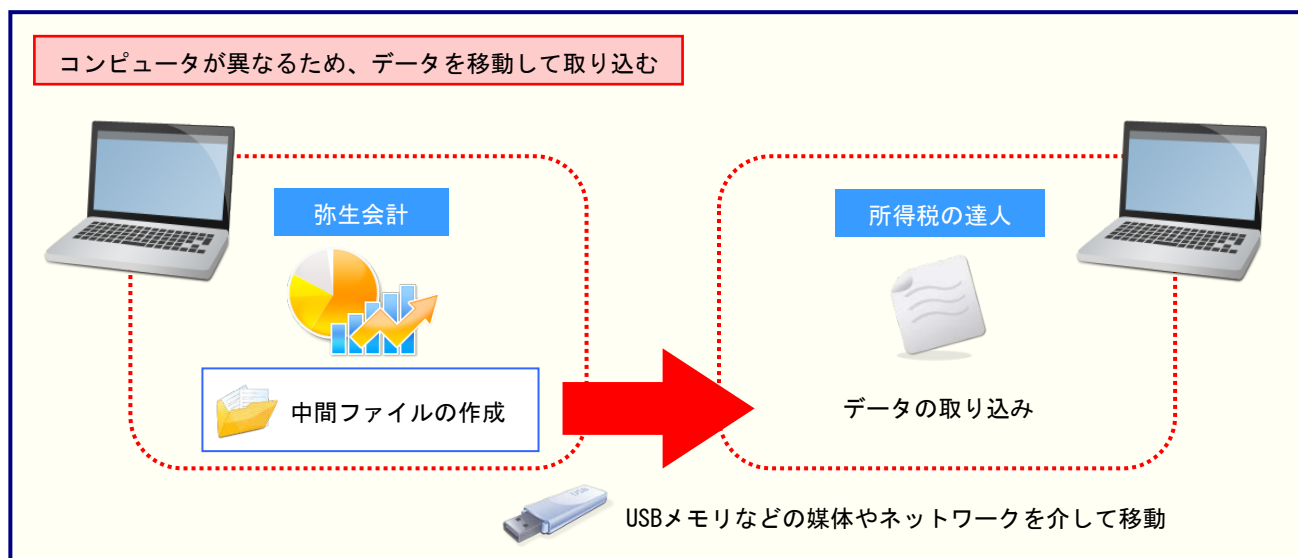 コンピュータが異なるため、データを移動して取り込む
弥生会計
所得税の達人
中間ファイルの作成
データの取り込み
USB
USBメモリなどの媒体やネットワークを介して移動